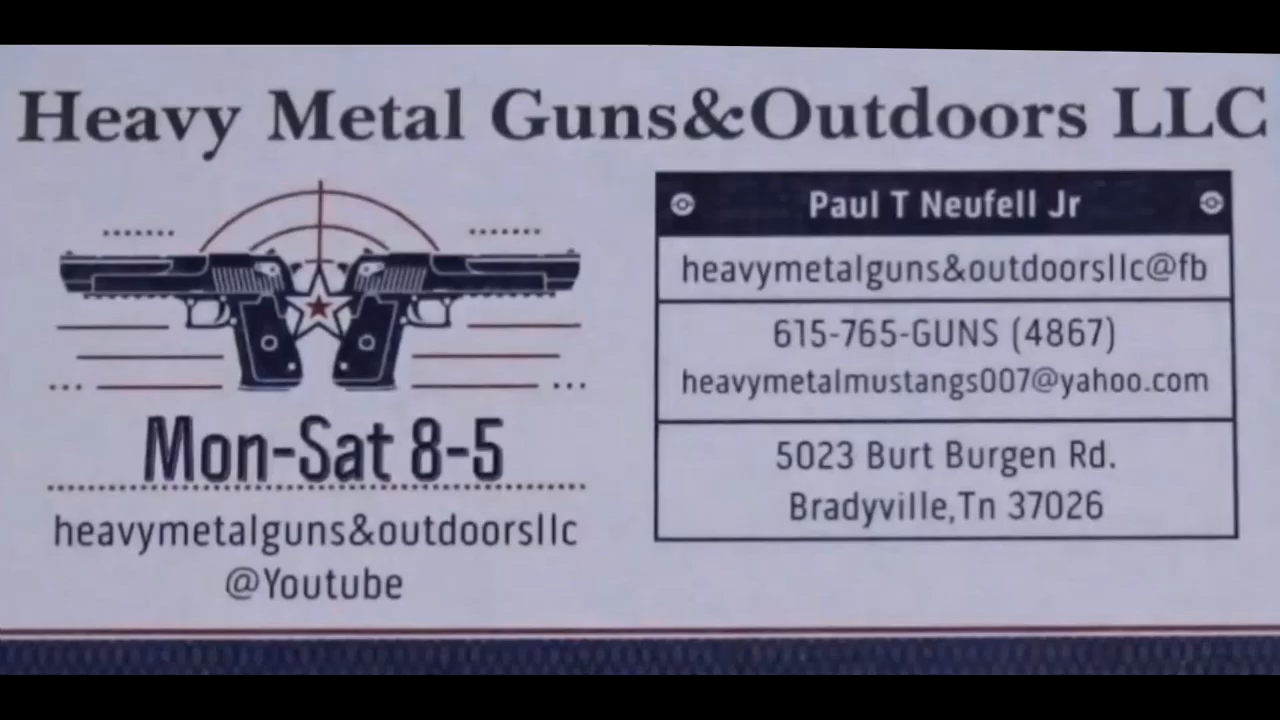 Heavy Metal Guns&Outdoors LLC
Mon-Sat 8-5
heavymetalguns&outdoorsllc
@Youtube
Paul T Neufell Jr
heavymetalguns&outdoorsllc@fb
615-765-GUNS (4867)
heavymetalmustangs007@yahoo.com
5023 Burt Burgen Rd.
Bradyville,Tn 37026